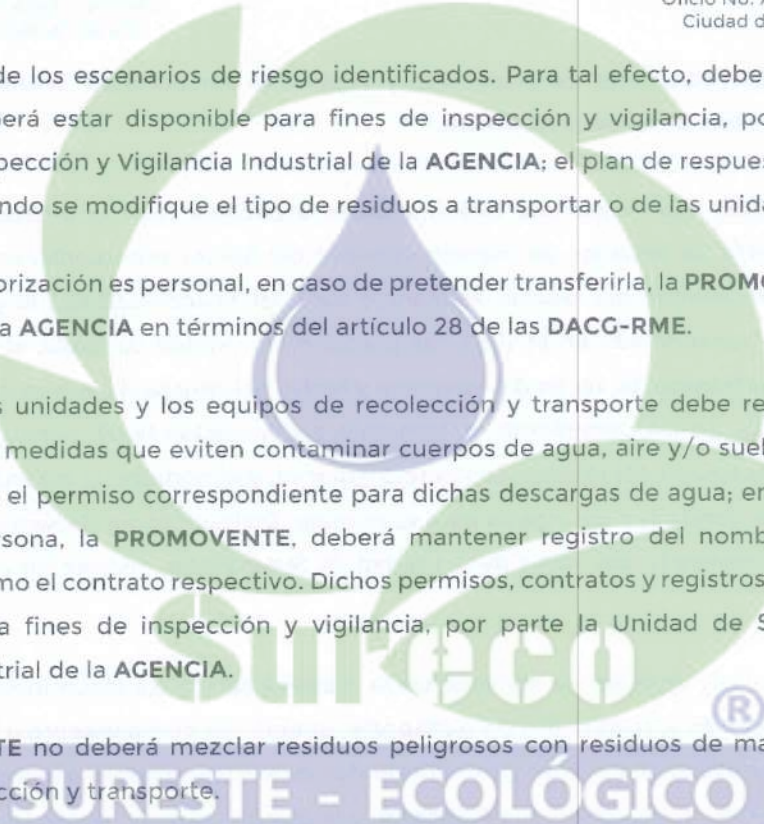 Oficio No.
Ciudad d
de los escenarios de riesgo identificados. Para tal efecto, debe
erá estar disponible para fines de inspección y vigilancia, po
pección y Vigilancia Industrial de la AGENCIA; el plan de respues
ndo se modifique el tipo de residuos a transportar o de las unida
orización es personal, en caso de pretender transferirla, la PROMO
a AGENCIA en términos del artículo 28 de las DACG-RME.
s unidades y los equipos de recolección y transporte debe re
medidas que eviten contaminar cuerpos de agua, aire y/o suel
el permiso correspondiente para dichas descargas de agua; en
sona, la PROMOVENTE, deberá mantener registro del nomb
mo el contrato respectivo. Dichos permisos, contratos y registros
a fines de inspección y vigilancia, por parte la Unidad de S
trial de la AGENCIA.
Sureco ®
TE no deberá mezclar residuos peligrosos con residuos de ma
cción y transporte.
SURESTE - ECOLÓGICO